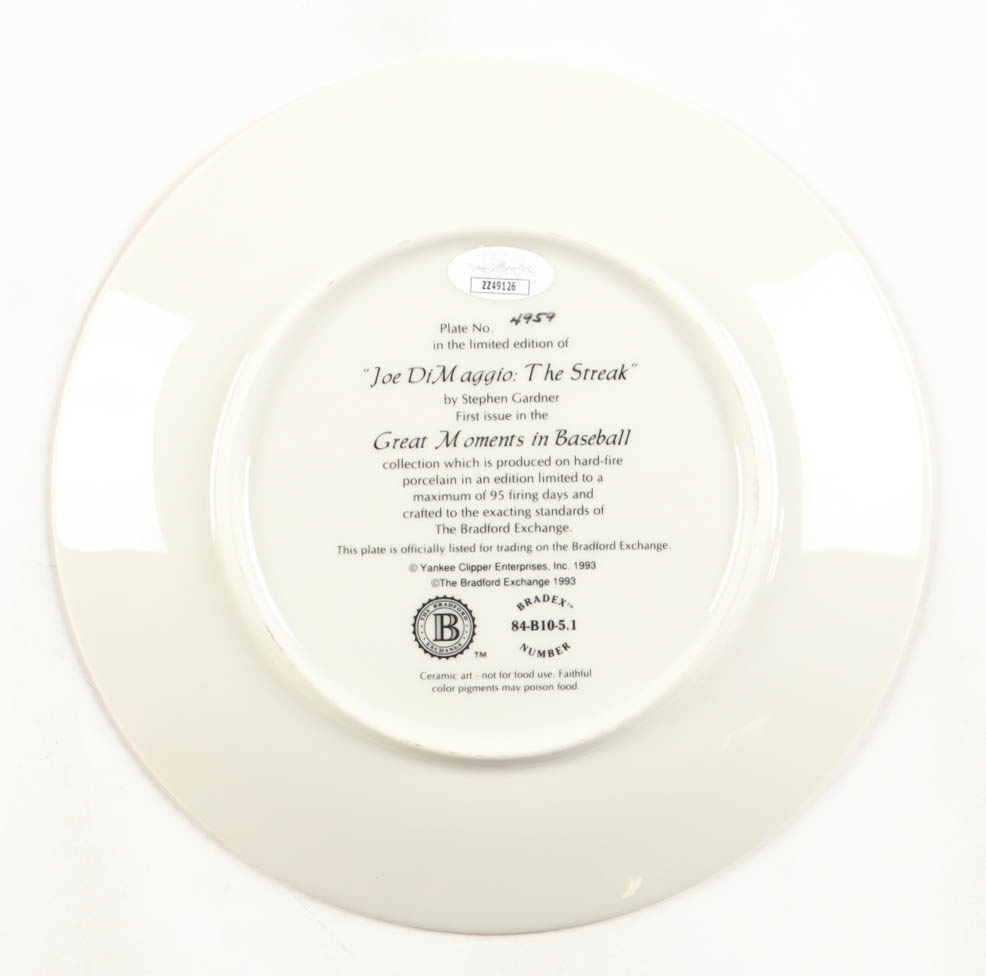 ZZ49126
Plate No. 4959
in the limited edition of
"Joe DiMaggio: The Streak"
by Stephen Gardner
First issue in the
Great Moments in Baseball
collection which is produced on hard-fire
porcelain in an edition limited to a
maximum of 95 firing days and
crafted to the exacting standards of
The Bradford Exchange.
This plate is officially listed for trading on the Bradford Exchange.
© Yankee Clipper Enterprises, Inc. 1993
©The Bradford Exchange 1993
THE BRADFORD
B
EXCHANGE
TM
BRADEX™
84-B10-5.1
NUMBER
Ceramic art - not for food use. Faithful
color pigments may poison food.